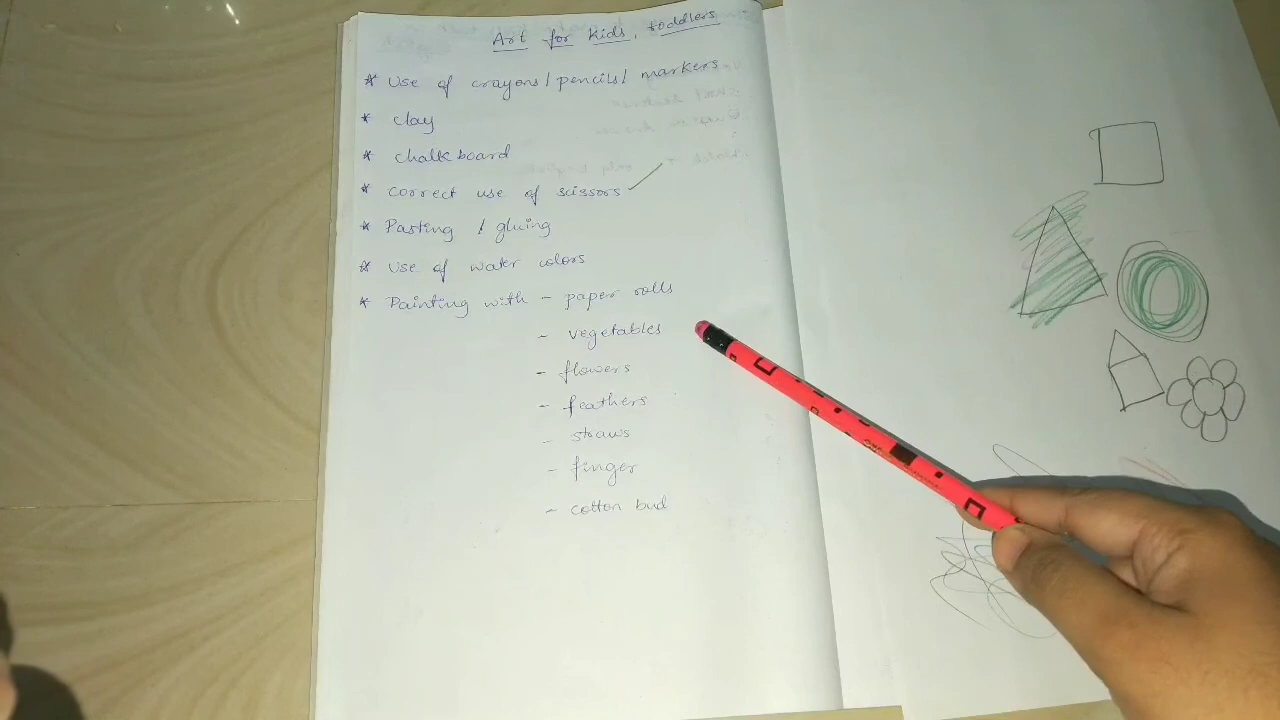 Art for Kids, toddlers
* Use of crayons/pencils/ markers
* clay
* chalk board
* correct use of scissors ✓
* Pasting / gluing
* Use of water colors
* Painting with - paper rolls
- vegetables
- flowers
- feathers
- straws
- finger
- cotton bud